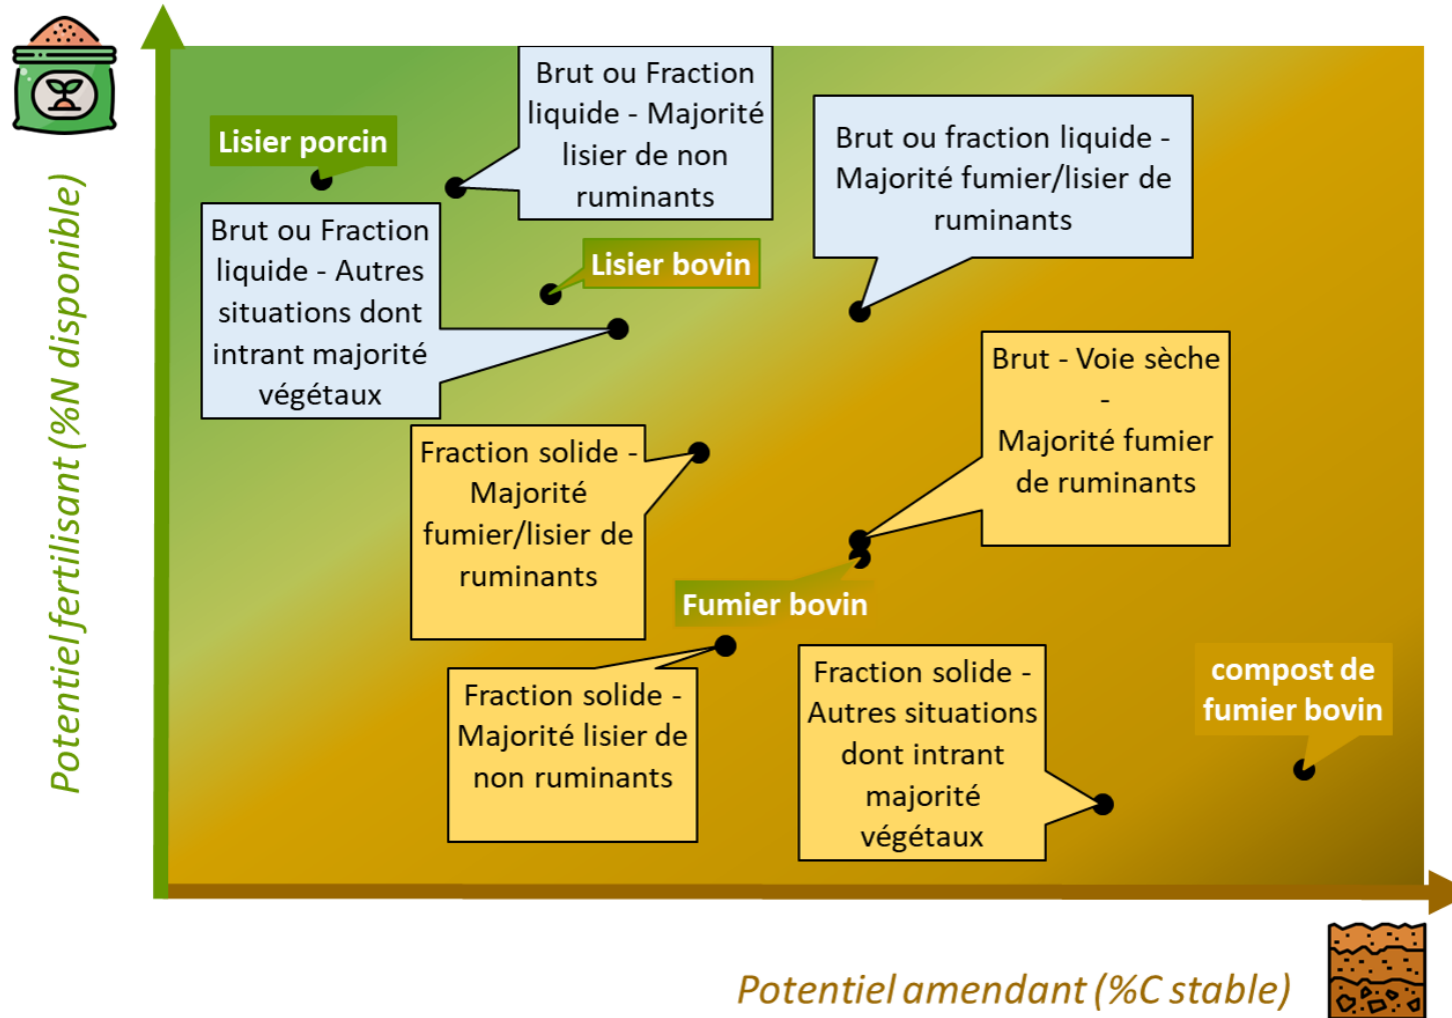 Potentiel fertilisant (%N disponible)
Brut ou Fraction
liquide - Majorité
lisier de non
ruminants
Lisier porcin
Brut ou fraction liquide -
Majorité fumier/lisier de
ruminants
Brut ou Fraction
liquide - Autres
situations dont
intrant majorité
végétaux
Lisier bovin
Brut - Voie sèche
-
Majorité fumier
de ruminants
Fraction solide -
Majorité
fumier/lisier de
ruminants
Fumier bovin
Fraction solide -
Majorité lisier de
non ruminants
Fraction solide -
Autres situations
dont intrant
majorité
végétaux
compost de
fumier bovin
Potentiel amendant (%C stable)